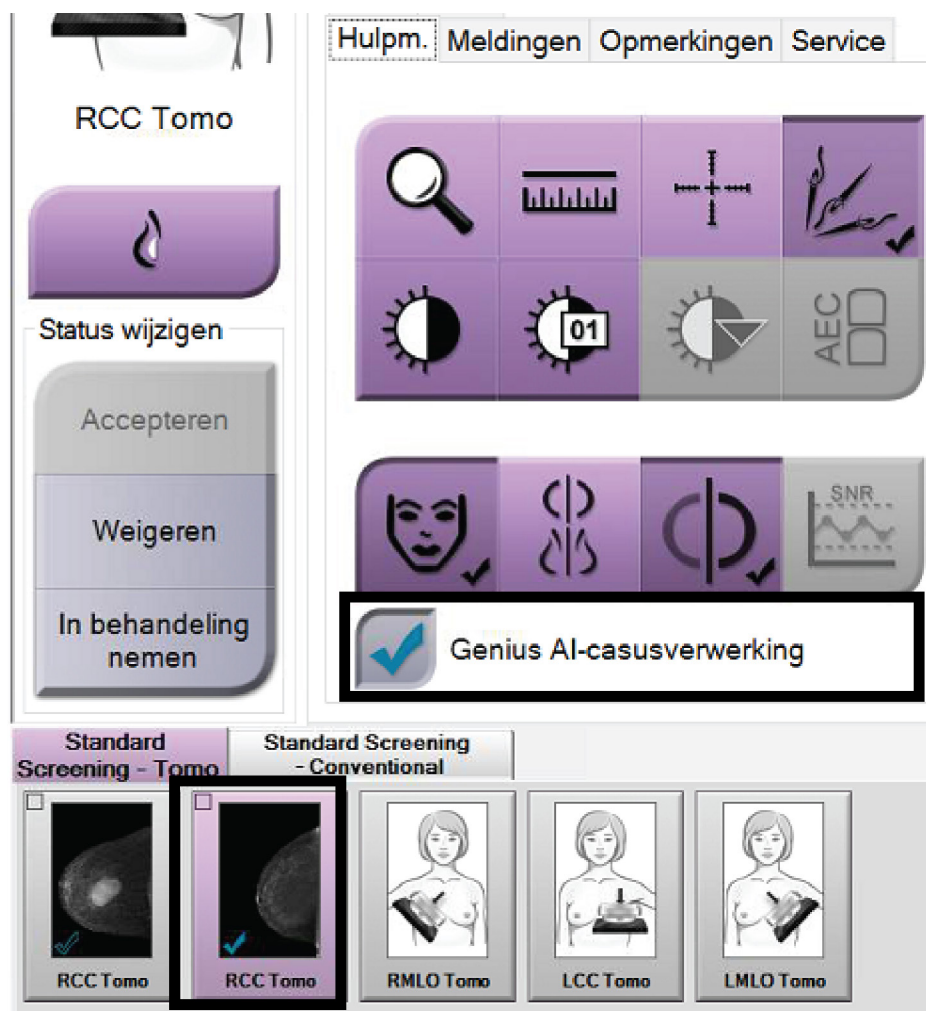 Hulpm. Meldingen Opmerkingen Service
RCC Tomo
Status wijzigen
Accepteren
Weigeren
In behandeling
nemen
01
AEC
SNR
Genius AI-casusverwerking
Standard
Screening - Tomo
Standard Screening
- Conventional
RCC Tomo
RCC Tomo
RMLO Tomo
LCC Tomo
LMLO Tomo